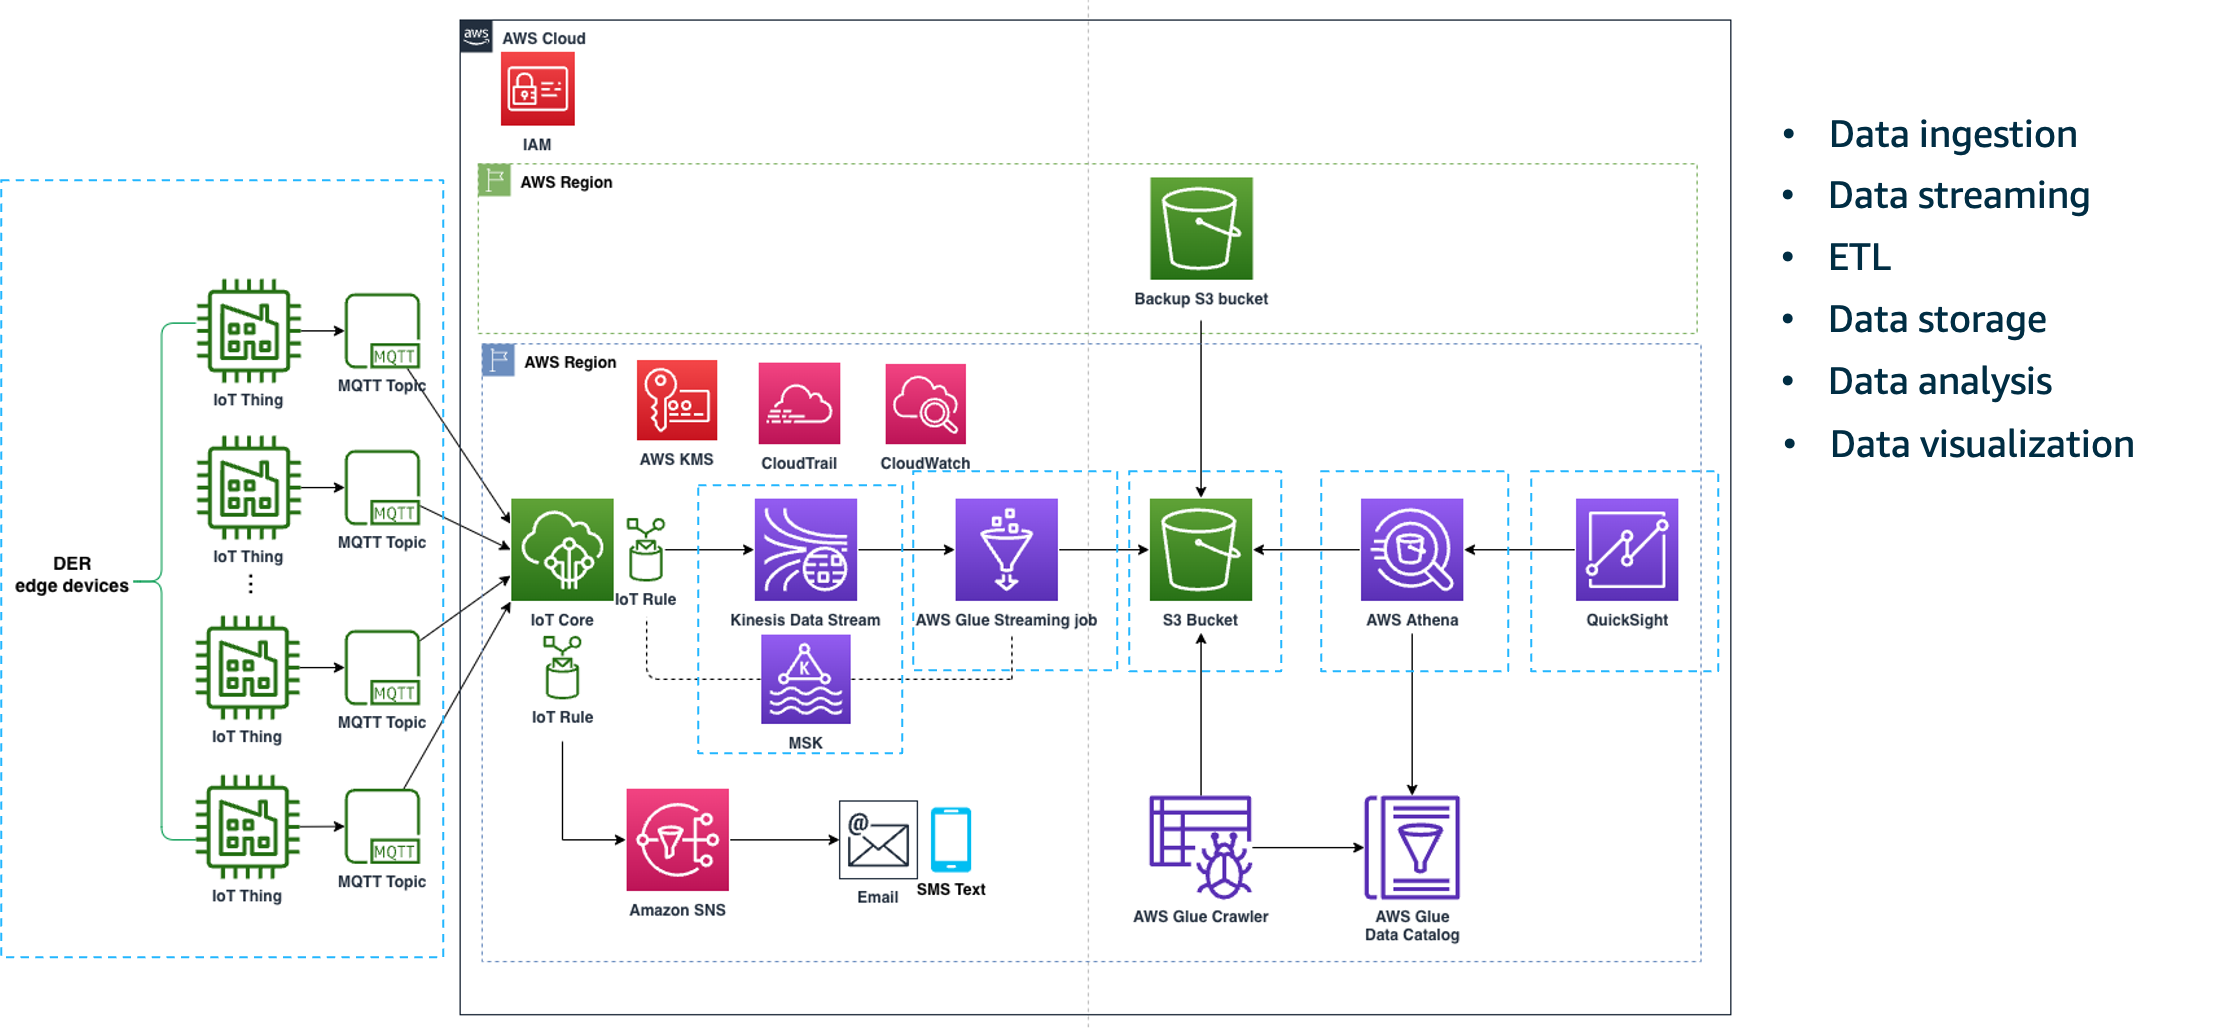 aws
AWS Cloud
IAM
AWS Region
Backup S3 bucket
AWS Region
AWS KMS
CloudTrail
CloudWatch
DER
edge devices
IoT Thing
MQTT
MQTT Topic
IoT Thing
MQTT
MQTT Topic
IoT Thing
MQTT
MQTT Topic
IoT Thing
MQTT
MQTT Topic
IoT Core
IoT Rule
IoT Rule
Kinesis Data Stream
K
MSK
AWS Glue Streaming job
S3 Bucket
AWS Athena
QuickSight
Amazon SNS
@
Email
SMS Text
AWS Glue Crawler
AWS Glue
Data Catalog
• Data ingestion
• Data streaming
• ETL
• Data storage
• Data analysis
• Data visualization